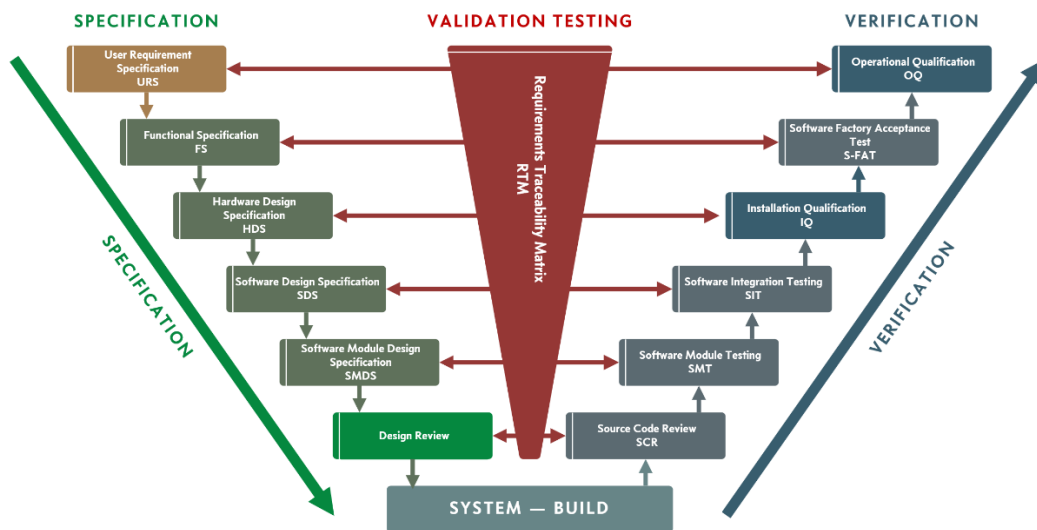 SPECIFICATION
VALIDATION TESTING
VERIFICATION
User Requirement
Specification
URS
Operational Qualification
OQ
Functional Specification
FS
Software Factory Acceptance
Test
S-FAT
Hardware Design
Specification
HDS
Installation Qualification
IQ
Software Design Specification
SDS
Software Integration Testing
SIT
Software Module Design
Specification
SMDS
Software Module Testing
SMT
Design Review
Source Code Review
SCR
SYSTEM — BUILD
Requirements Traceability Matrix
RTM
SPECIFICATION
VERIFICATION